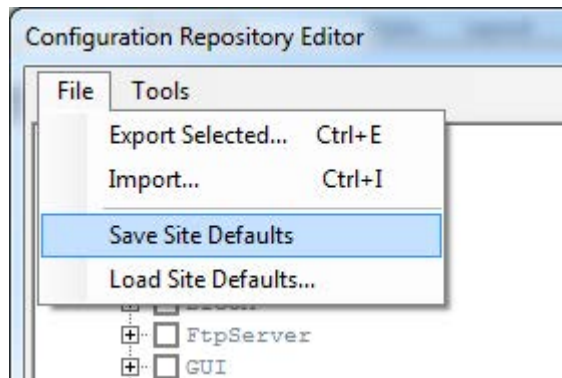 Configuration Repository Editor
File Tools
Export Selected... Ctrl+E
Import... Ctrl+I
Save Site Defaults
Load Site Defaults...
FtpServer
GUI